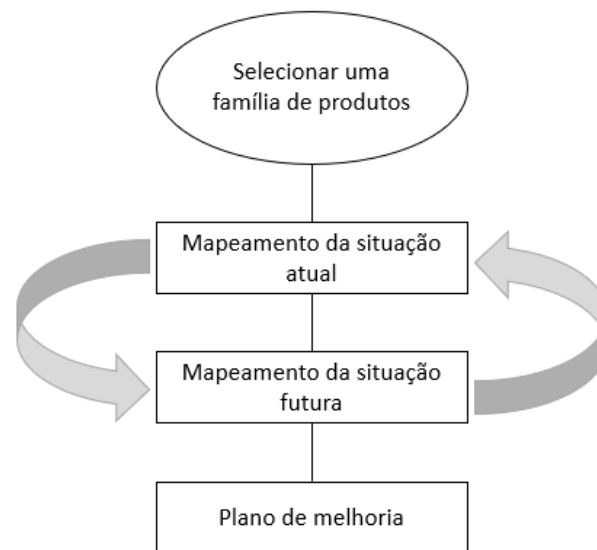 Selecionar uma
família de produtos
Mapeamento da situação
atual
Mapeamento da situação
futura
Plano de melhoria